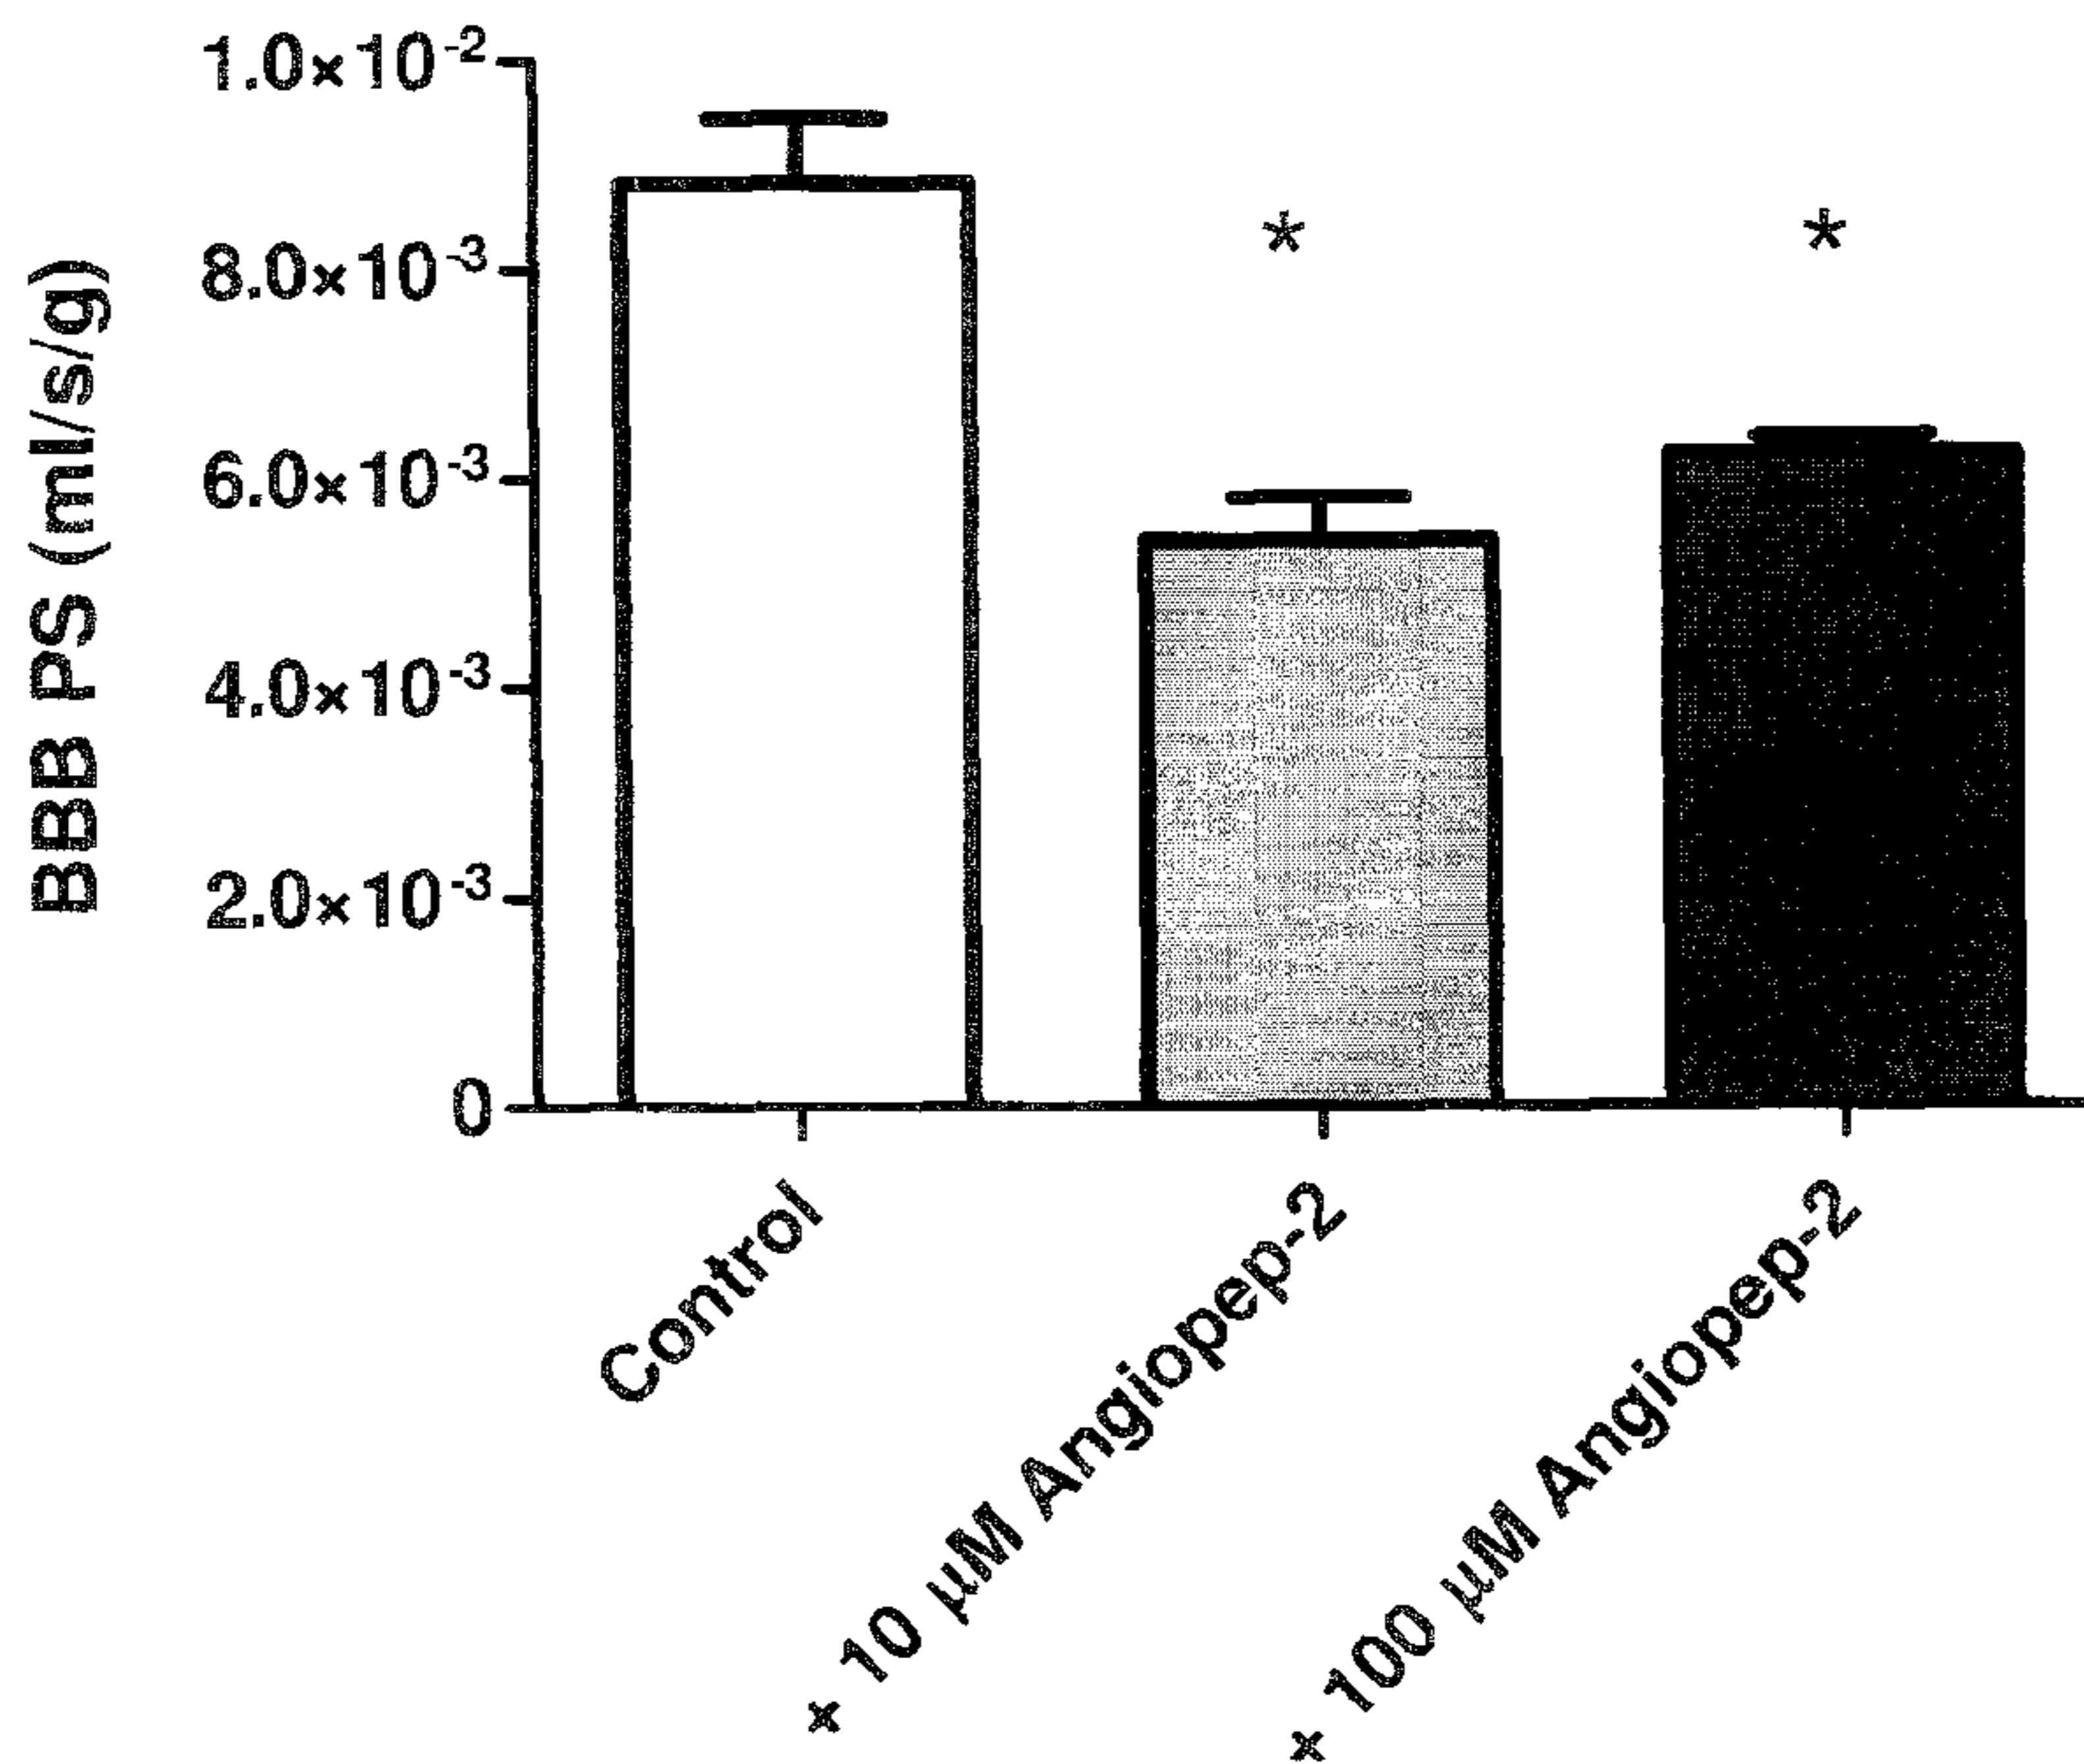 1.0×10-2
8.0×10-3
6.0×10-3
4.0×10-3
2.0×10-3
0
BBB PS (ml/s/g)
*
*
Control
+ 10 µM Angiopep-2
+ 100 µM Angiopep-2